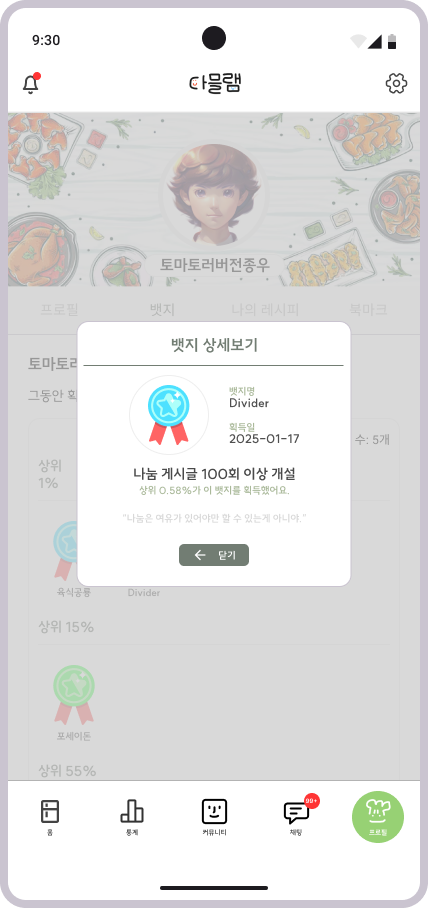 9:30
다믈랩
토마토러버전종우
프로필 뱃지 나의 레시피 북마크
뱃지 상세보기
토마토러
그동안 획
수: 5개
뱃지명
Divider
획득일
2025-01-17
나눔 게시글 100회 이상 개설
상위 0.58%가 이 뱃지를 획득했어요.
"나눔은 여유가 있어야만 할 수 있는게 아니야."
닫기
상위
1%
육식공룡 Divider
상위 15%
포세이돈
상위 55%
99+
홈 통계 커뮤니티 채팅 프로필